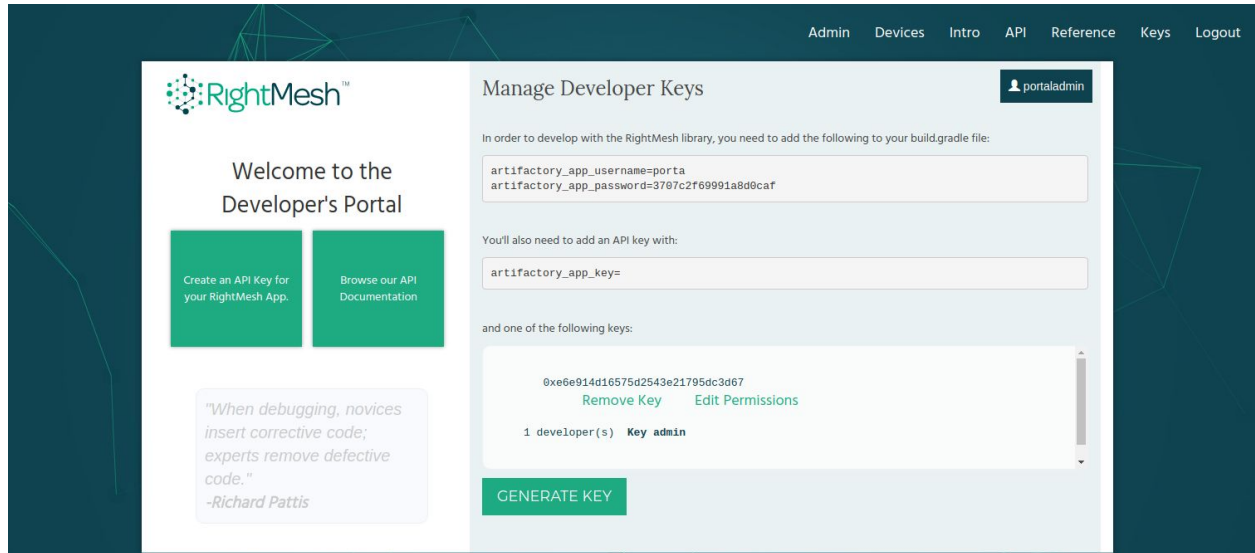 Admin Devices Intro API Reference Keys Logout
RightMesh™
Welcome to the
Developer's Portal
Create an API Key for
your RightMesh App.
Browse our API
Documentation
"When debugging, novices
insert corrective code;
experts remove defective
code."
-Richard Pattis
Manage Developer Keys
portaladmin
In order to develop with the RightMesh library, you need to add the following to your build.gradle file:
artifactory_app_username=porta
artifactory_app_password=3707c2f69991a8d0caf
You'll also need to add an API key with:
artifactory_app_key=
and one of the following keys:
0xe6e914d16575d2543e21795dc3d67
Remove Key Edit Permissions
1 developer(s) Key admin
GENERATE KEY